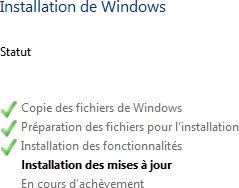 Installation de Windows
Statut
Copie des fichiers de Windows
Préparation des fichiers pour l'installation
Installation des fonctionnalités
Installation des mises à jour
En cours d'achèvement